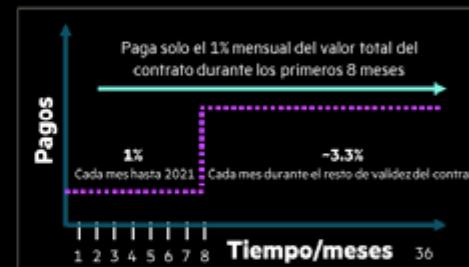 Paga solo el 1% mensual del valor total del
contrato durante los primeros 8 meses
Pagos
1%
Cada mes hasta 2021
~3.3%
Cada mes durante el resto de validez del contra
1 2 3 4 5 6 7 8
Tiempo/meses
36